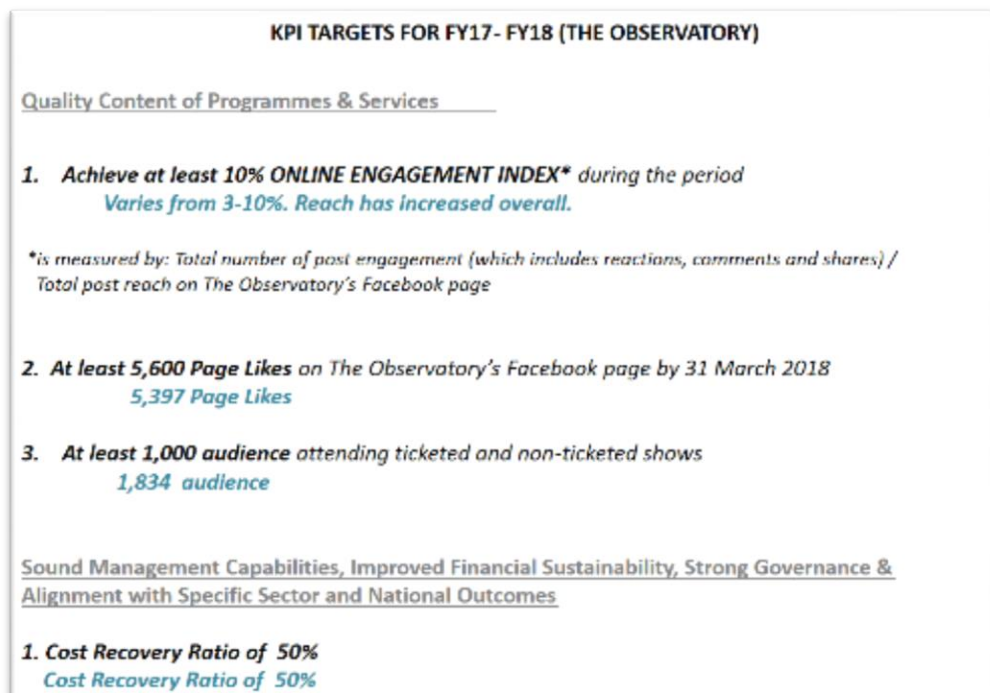 KPI TARGETS FOR FY17- FY18 (THE OBSERVATORY)
Quality Content of Programmes & Services
1. Achieve at least 10% ONLINE ENGAGEMENT INDEX* during the period
Varies from 3-10%. Reach has increased overall.
*is measured by: Total number of post engagement (which includes reactions, comments and shares) /
Total post reach on The Observatory's Facebook page
2. At least 5,600 Page Likes on The Observatory's Facebook page by 31 March 2018
5,397 Page Likes
3. At least 1,000 audience attending ticketed and non-ticketed shows
1,834 audience
Sound Management Capabilities, Improved Financial Sustainability, Strong Governance &
Alignment with Specific Sector and National Outcomes
1. Cost Recovery Ratio of 50%
Cost Recovery Ratio of 50%